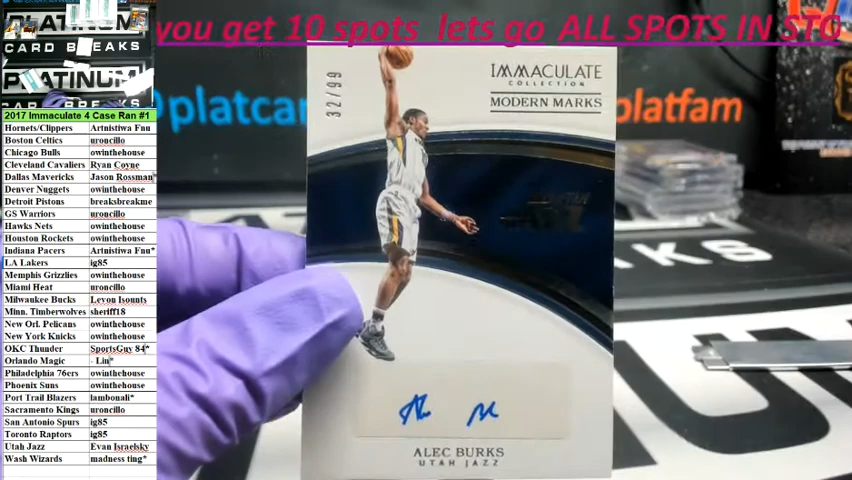 you get 10 spots lets go ALL SPOTS IN STO
PLATINUM
CARD BREAKS
PLATINUM
CARD BREAKS
@platcar
@platfam
2017 Immaculate 4 Case Ran #1
Hornets/Clippers Artnistiwa Fnu
Boston Celtics uroncillo
Chicago Bulls owinthehouse
Cleveland Cavaliers Ryan Coyne
Dallas Mavericks Jason Rossman*
Denver Nuggets owinthehouse
Detroit Pistons breaksbreakme
GS Warriors uroncillo
Hawks Nets owinthehouse
Houston Rockets owinthehouse
Indiana Pacers Artnistiwa Fnu*
LA Lakers ig85
Memphis Grizzlies owinthehouse
Miami Heat uroncillo
Milwaukee Bucks Levon Isounts
Minn. Timberwolves sheriff18
New Orl. Pelicans owinthehouse
New York Knicks owinthehouse
OKC Thunder SportsGuy 84*
Orlando Magic - Lin*
Philadelphia 76ers owinthehouse
Phoenix Suns owinthehouse
Port Trail Blazers lambonali*
Sacramento Kings uroncillo
San Antonio Spurs ig85
Toronto Raptors ig85
Utah Jazz Evan Israelsky
Wash Wizards madness ting*
32/99
IMMACULATE
COLLECTION
MODERN MARKS
ALEC BURKS
UTAH JAZZ
KS